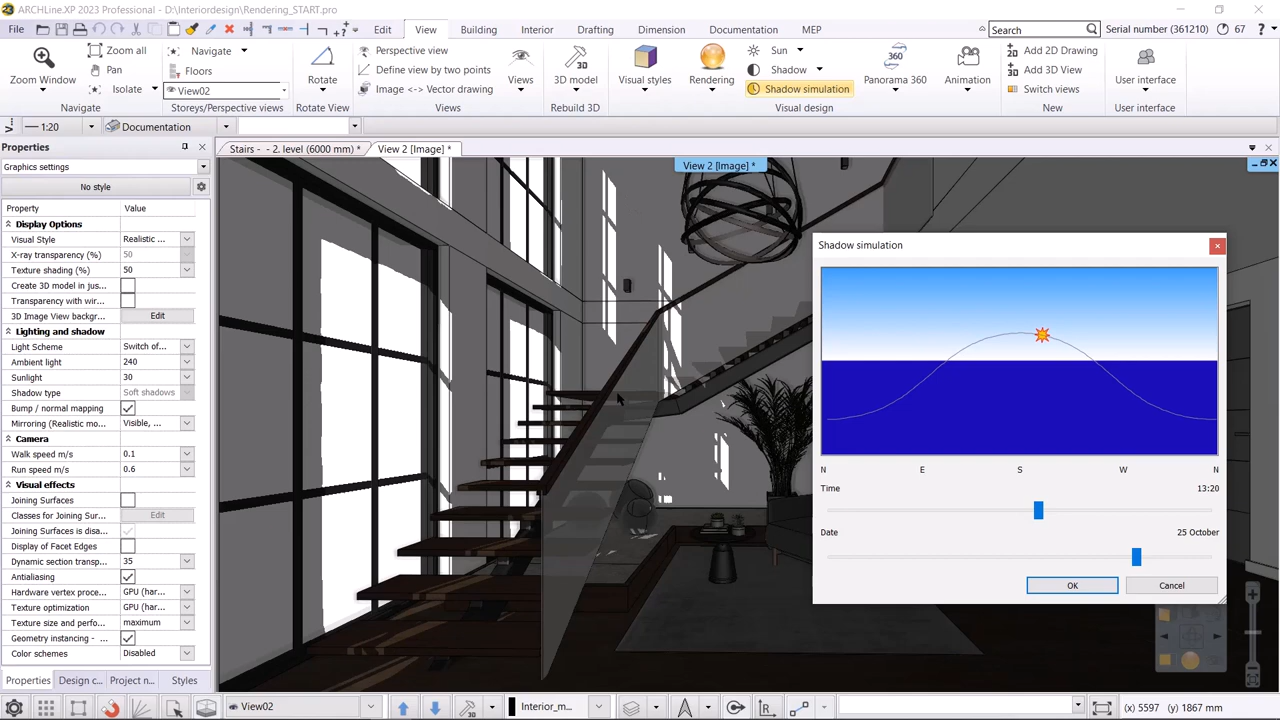 ARCHLine.XP 2023 Professional - D:\Interiordesign\Rendering_START.pro
File Edit View Building Interior Drafting Dimension Documentation MEP Search Serial number (361210) 67
Zoom all Navigate Perspective view Sun Add 2D Drawing
Pan Floors Define view by two points Shadow Add 3D View
Isolate View02 Image <-> Vector drawing Shadow simulation Switch views
Zoom Window Rotate Views 3D model Visual styles Rendering Panorama 360 Animation User interface
Navigate Storeys/Perspective views Rotate View Views Rebuild 3D Visual design New User interface
1:20 Documentation
Properties
Stairs - - 2. level (6000 mm) * View 2 [Image] *
View 2 [Image] *
Graphics settings
No style
Property Value
Display Options
Visual Style Realistic ...
X-ray transparency (%) 50
Texture shading (%) 50
Create 3D model in jus...
Transparency with wir...
3D Image View backgr... Edit
Lighting and shadow
Light Scheme Switch of...
Ambient light 240
Sunlight 30
Shadow type Soft shadows
Bump / normal mapping
Mirroring (Realistic mo... Visible, ...
Camera
Walk speed m/s 0.1
Run speed m/s 0.6
Visual effects
Joining Surfaces
Classes for Joining Sur... Edit
Joining Surfaces is disa...
Display of Facet Edges
Dynamic section transp... 35
Antialiasing
Hardware vertex proce... GPU (har...
Texture optimization GPU (har...
Texture size and perfo... maximum
Geometry instancing - ...
Color schemes Disabled
Properties Design c... Project n... Styles
Shadow simulation
N E S W N
Time 13:20
Date 25 October
OK Cancel
View02 Interior_m... (x) 5597 (y) 1867 mm